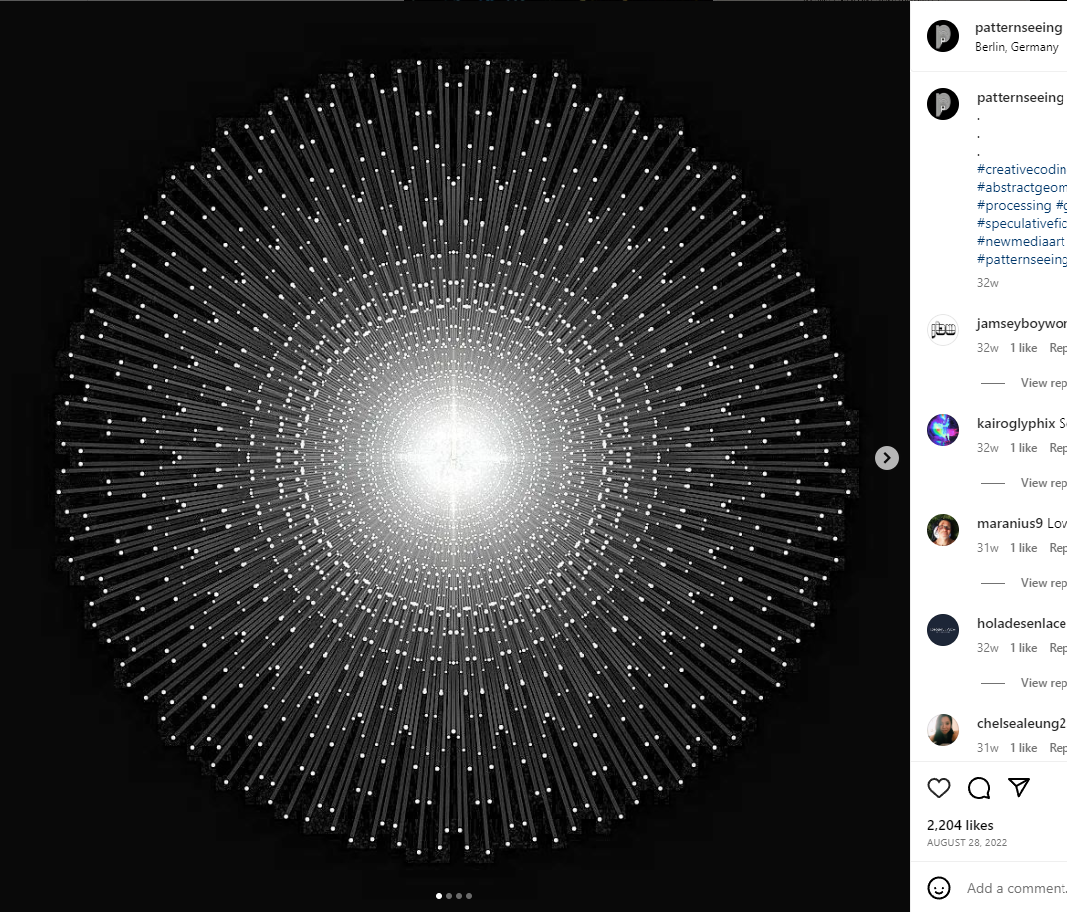 patternseeing
Berlin, Germany
patternseeing
.
.
.
#creativecodin
#abstractgeom
#processing #g
#speculativefic
#newmediaart
#patternseeing
32w
jamseyboywor
32w 1 like Rep
View rep
kairoglyphix S
32w 1 like Rep
View rep
maranius9 Lov
31w 1 like Rep
View rep
holadesenlace
32w 1 like Rep
View rep
chelsealeung2
31w 1 like Rep
2,204 likes
AUGUST 28, 2022
Add a comment.